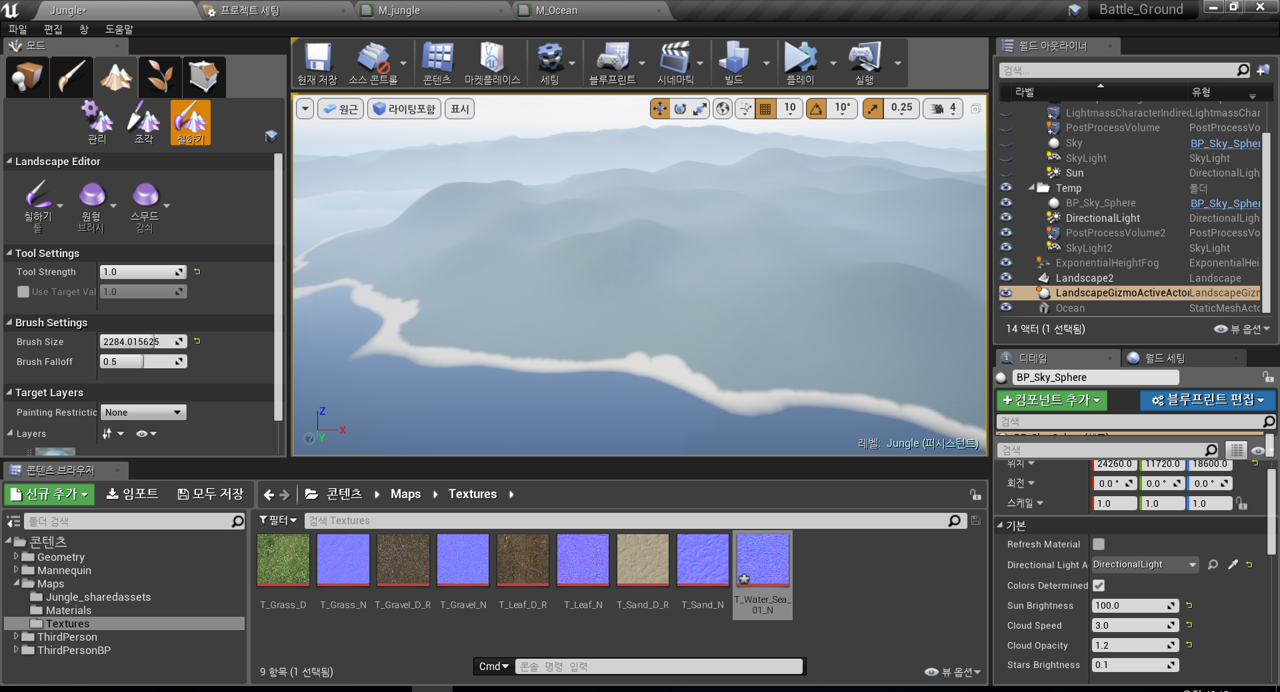 Jungle*
프로젝트 세팅
M_jungle
M_Ocean
Battle_Ground
파일 편집 창 도움말
모드
관리 조각 칠하기
Landscape Editor
칠하기 원형 스무드
툴 브러시 감쇠
Tool Settings
Tool Strength 1.0
Use Target Val 1.0
Brush Settings
Brush Size 2284.015625
Brush Falloff 0.5
Target Layers
Painting Restrictic None
Layers
현재 저장 소스 콘트롤 콘텐츠 마켓플레이스 세팅 블루프린트 시네마틱 빌드 플레이 실행
원근 라이팅포함 표시 10 10° 0.25 4
Z
X
Y
레벨: Jungle (퍼시스턴트)
월드 아웃라이너
검색...
라벨 유형
LightmassCharacterIndirec LightmassChar
PostProcessVolume PostProcessVo
Sky BP_Sky_Spher
SkyLight SkyLight
Sun DirectionalLigh
Temp 폴더
BP_Sky_Sphere BP_Sky_Spher
DirectionalLight DirectionalLigh
PostProcessVolume2 PostProcessVo
SkyLight2 SkyLight
ExponentialHeightFog ExponentialHei
Landscape2 Landscape
LandscapeGizmoActiveActor LandscapeGizm
Ocean StaticMeshActo
14 액터 (1 선택됨) 뷰 옵션
디테일 월드 세팅
BP_Sky_Sphere
+컴포넌트 추가 블루프린트 편집
검색
검색
위치 24260.0 11720.0 18600.0
회전 0.0 ° 0.0 ° 0.0 °
스케일 1.0 1.0 1.0
기본
Refresh Material
Directional Light A DirectionalLight
Colors Determined
Sun Brightness 100.0
Cloud Speed 3.0
Cloud Opacity 1.2
Stars Brightness 0.1
콘텐츠 브라우저
신규 추가 임포트 모두 저장 콘텐츠 Maps Textures
폴더 검색
콘텐츠
Geometry
Mannequin
Maps
Jungle_sharedassets
Materials
Textures
ThirdPerson
ThirdPersonBP
필터 검색 Textures
T_Grass_D T_Grass_N T_Gravel_D_R T_Gravel_N T_Leaf_D_R T_Leaf_N T_Sand_D_R T_Sand_N T_Water_Sea_
01_N
9 항목 (1 선택됨) Cmd 콘솔 명령 입력 뷰 옵션